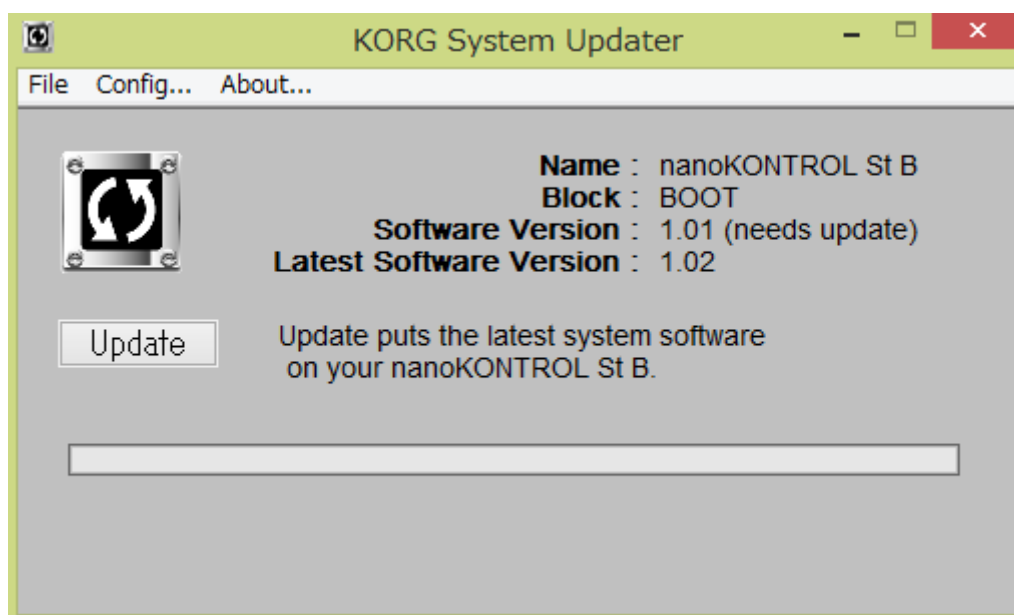 KORG System Updater
File Config... About...
Name : nanoKONTROL St B
Block : BOOT
Software Version : 1.01 (needs update)
Latest Software Version : 1.02
Update
Update puts the latest system software
on your nanoKONTROL St B.